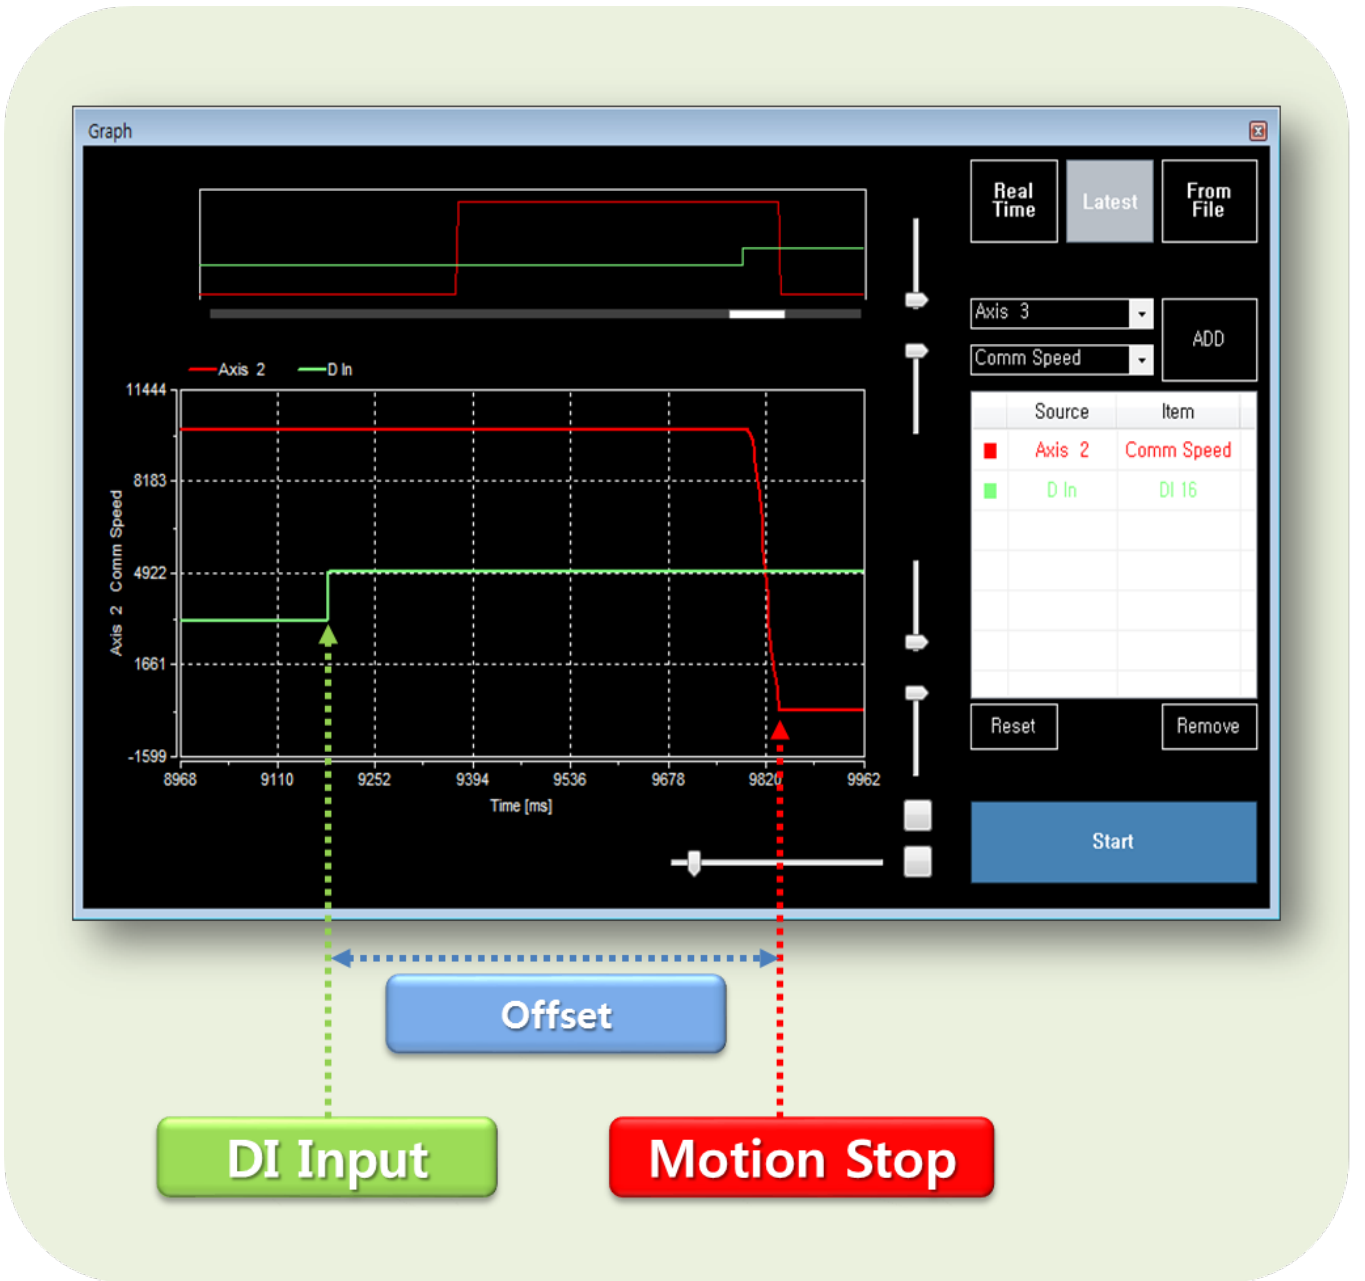 Graph
Real
Time
Latest
From
File
Axis 3
Comm Speed
ADD
Axis 2
D In
11444
8183
4922
1661
-1599
Axis 2 Comm Speed
8968 9110 9252 9394 9536 9678 9820 9962
Time [ms]
Source Item
Axis 2 Comm Speed
D In DI 16
Reset
Remove
Start
Offset
DI Input
Motion Stop